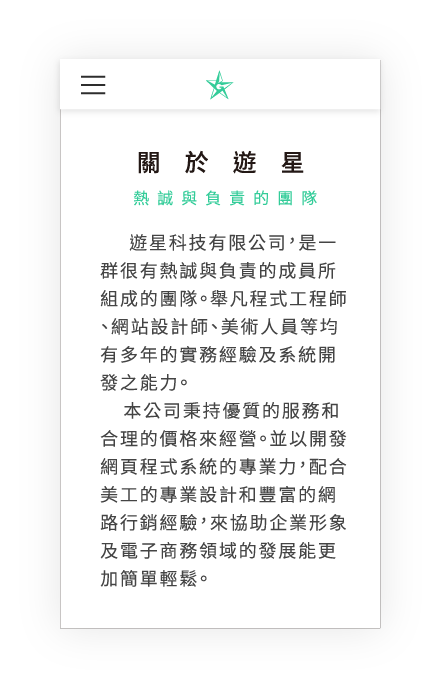 關於遊星
熱誠與負責的團隊
遊星科技有限公司，是一
群很有熱誠與負責的成員所
組成的團隊。舉凡程式工程師
、網站設計師、美術人員等均
有多年的實務經驗及系統開
發之能力。
本公司秉持優質的服務和
合理的價格來經營。並以開發
網頁程式系統的專業力，配合
美工的專業設計和豐富的網
路行銷經驗，來協助企業形象
及電子商務領域的發展能更
加簡單輕鬆。